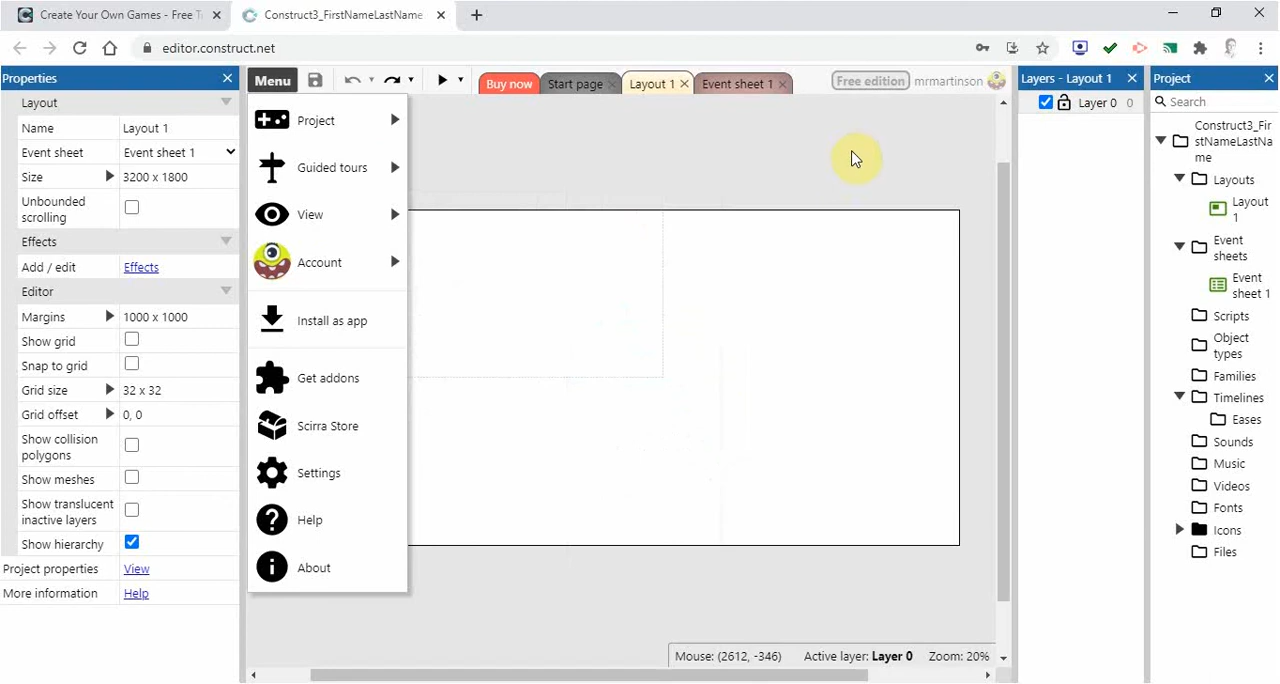 Create Your Own Games - Free T
Construct3_FirstNameLastName
editor.construct.net
Properties
Layout
Name Layout 1
Event sheet Event sheet 1
Size 3200 x 1800
Unbounded
scrolling
Effects
Add / edit Effects
Editor
Margins 1000 x 1000
Show grid
Snap to grid
Grid size 32 x 32
Grid offset 0, 0
Show collision
polygons
Show meshes
Show translucent
inactive layers
Show hierarchy
Project properties View
More information Help
Menu
Buy now
Start page
Layout 1
Event sheet 1
Free edition
mrmartinson
Project
Guided tours
View
Account
Install as app
Get addons
Scirra Store
Settings
Help
About
Mouse: (2612, -346) Active layer: Layer 0 Zoom: 20%
Layers - Layout 1
Layer 0 0
Project
Search
Construct3_Fir
stNameLastNa
me
Layouts
Layout
1
Event
sheets
Event
sheet 1
Scripts
Object
types
Families
Timelines
Eases
Sounds
Music
Videos
Fonts
Icons
Files